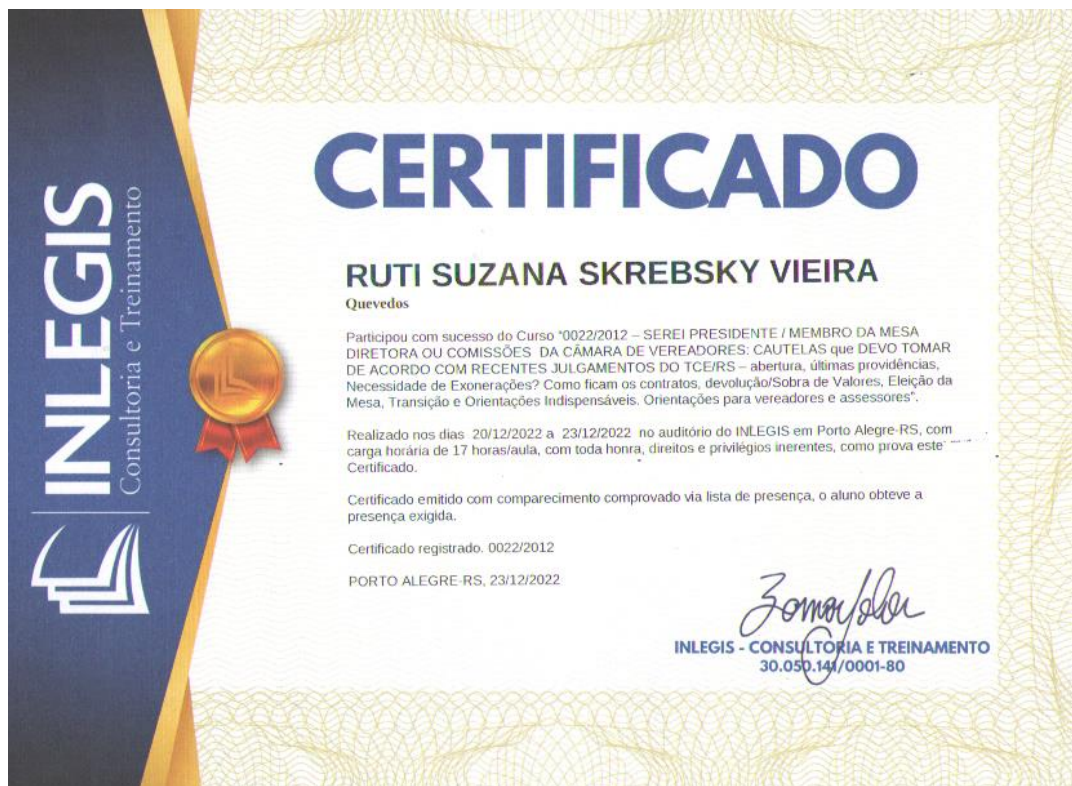 INLEGIS
Consultoria e Treinamento
CERTIFICADO
RUTI SUZANA SKREBSKY VIEIRA
Quevedos
Participou com sucesso do Curso "0022/2012 – SEREI PRESIDENTE / MEMBRO DA MESA
DIRETORA OU COMISSÕES DA CÂMARA DE VEREADORES: CAUTELAS que DEVO TOMAR
DE ACORDO COM RECENTES JULGAMENTOS DO TCE/RS – abertura, últimas providências,
Necessidade de Exonerações? Como ficam os contratos, devolução/Sobra de Valores, Eleição da
Mesa, Transição e Orientações Indispensáveis. Orientações para vereadores e assessores".
Realizado nos dias 20/12/2022 a 23/12/2022 no auditório do INLEGIS em Porto Alegre-RS, com
carga horária de 17 horas/aula, com toda honra, direitos e privilégios inerentes, como prova este
Certificado.
Certificado emitido com comparecimento comprovado via lista de presença, o aluno obteve a
presença exigida.
Certificado registrado. 0022/2012
PORTO ALEGRE-RS, 23/12/2022
INLEGIS - CONSULTORIA E TREINAMENTO
30.050.141/0001-80